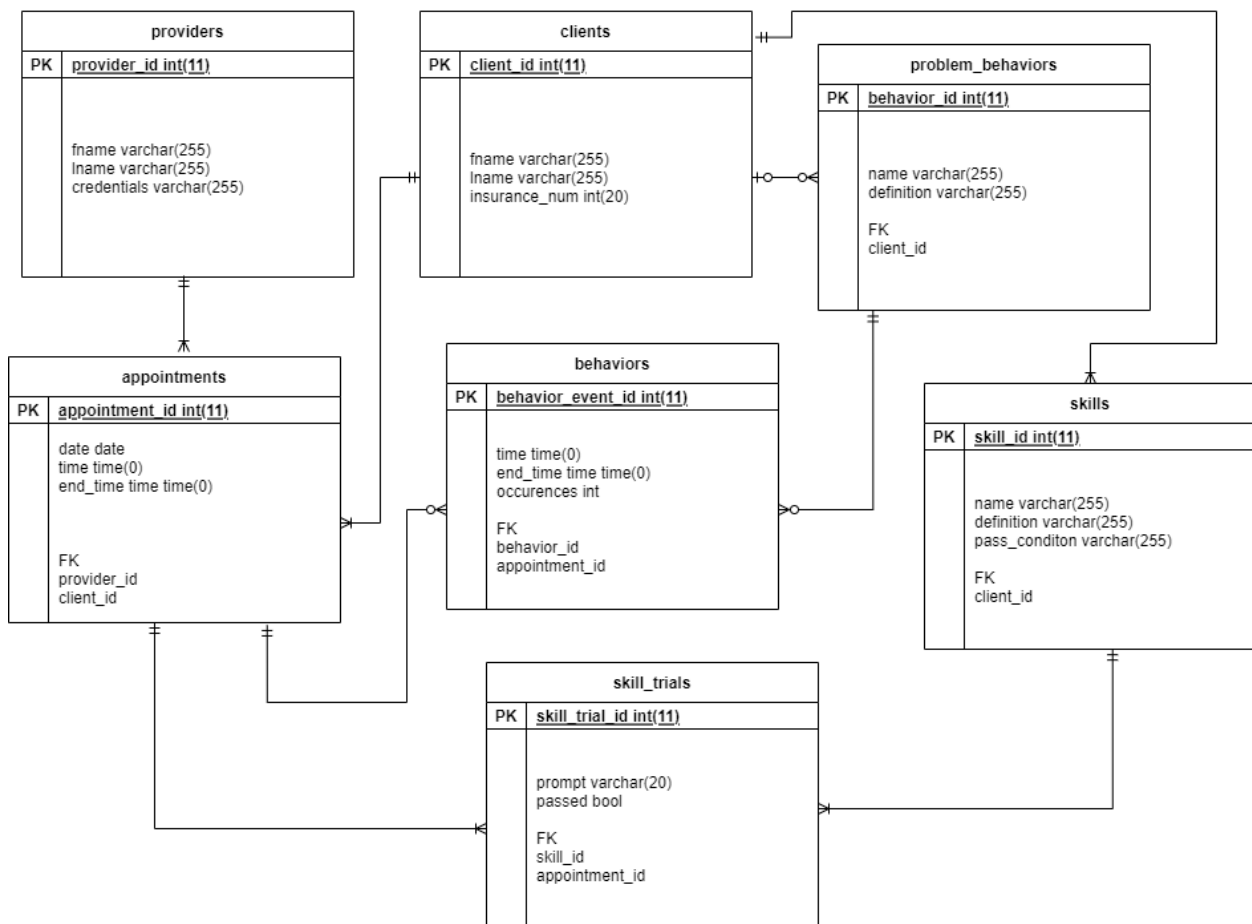 providers
PK provider_id int(11)
fname varchar(255)
lname varchar(255)
credentials varchar(255)
clients
PK client_id int(11)
fname varchar(255)
lname varchar(255)
insurance_num int(20)
problem_behaviors
PK behavior_id int(11)
name varchar(255)
definition varchar(255)
FK
client_id
appointments
PK appointment_id int(11)
date date
time time(0)
end_time time time(0)
FK
provider_id
client_id
behaviors
PK behavior_event_id int(11)
time time(0)
end_time time time(0)
occurences int
FK
behavior_id
appointment_id
skills
PK skill_id int(11)
name varchar(255)
definition varchar(255)
pass_conditon varchar(255)
FK
client_id
skill_trials
PK skill_trial_id int(11)
prompt varchar(20)
passed bool
FK
skill_id
appointment_id